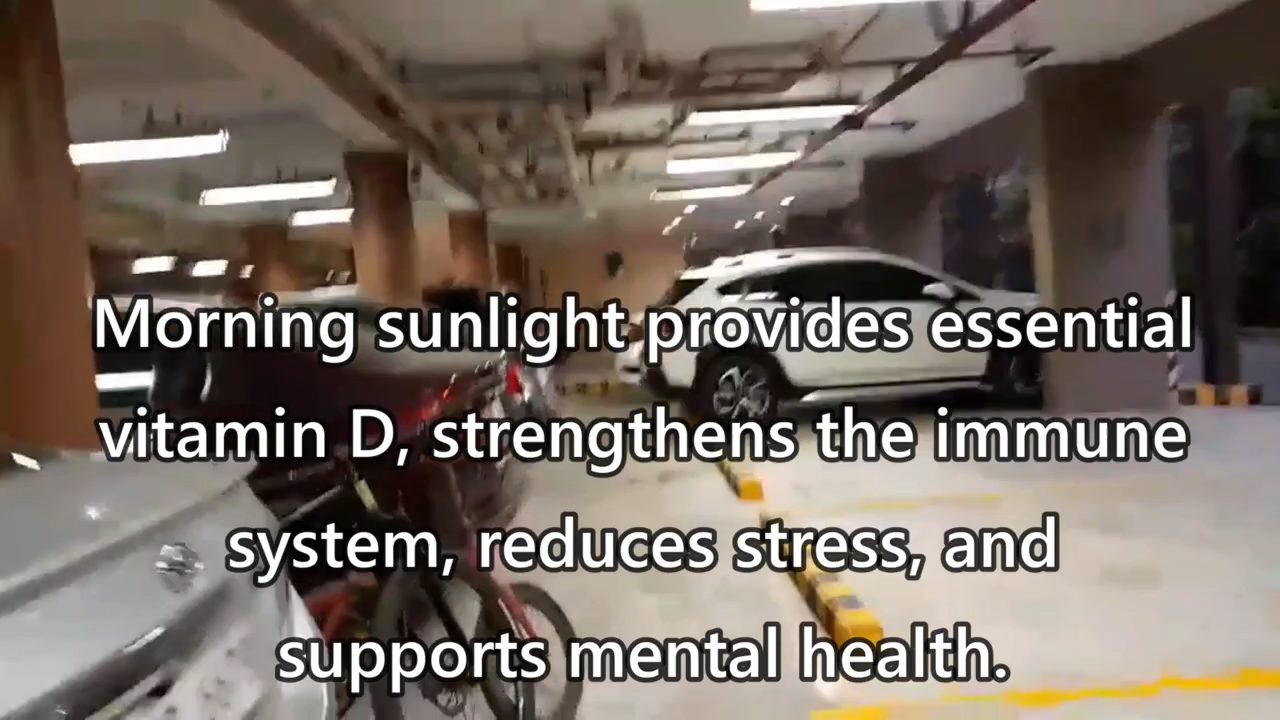 Morning sunlight provides essential
vitamin D, strengthens the immune
system, reduces stress, and
supports mental health.